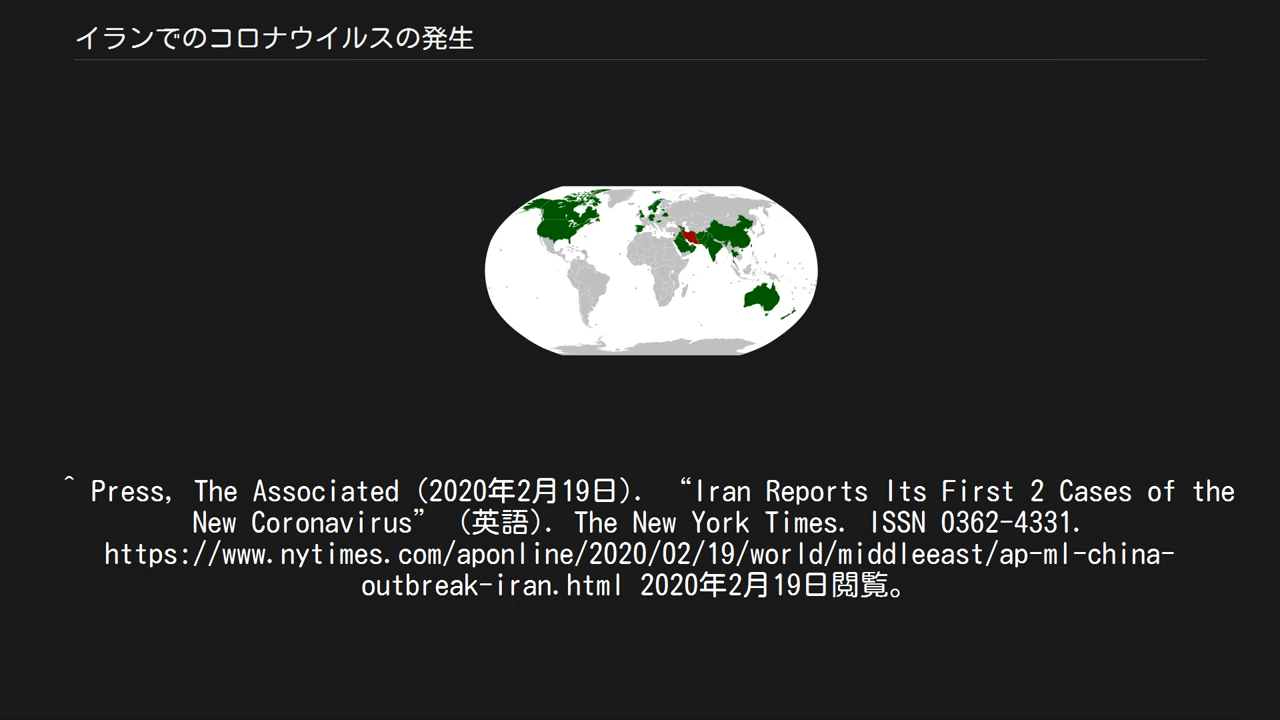 イランでのコロナウイルスの発生
^ Press, The Associated (2020年2月19日). “Iran Reports Its First 2 Cases of the
New Coronavirus” (英語). The New York Times. ISSN 0362-4331.
https://www.nytimes.com/aponline/2020/02/19/world/middleeast/ap-ml-china-
outbreak-iran.html 2020年2月19日閲覧。